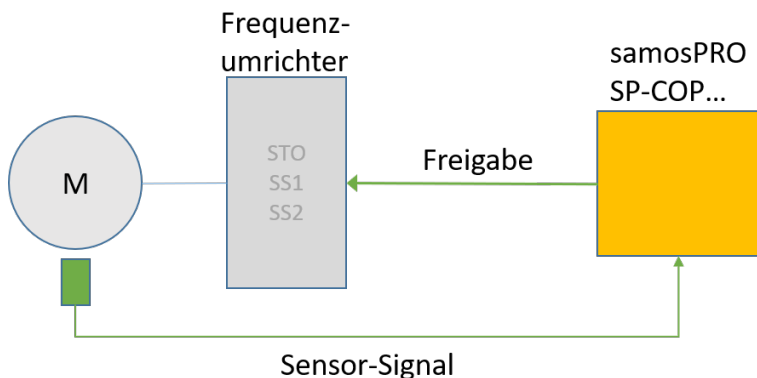 Frequenz-
umrichter
samosPRO
SP-COP...
STO
SS1
SS2
Freigabe
M
Sensor-Signal